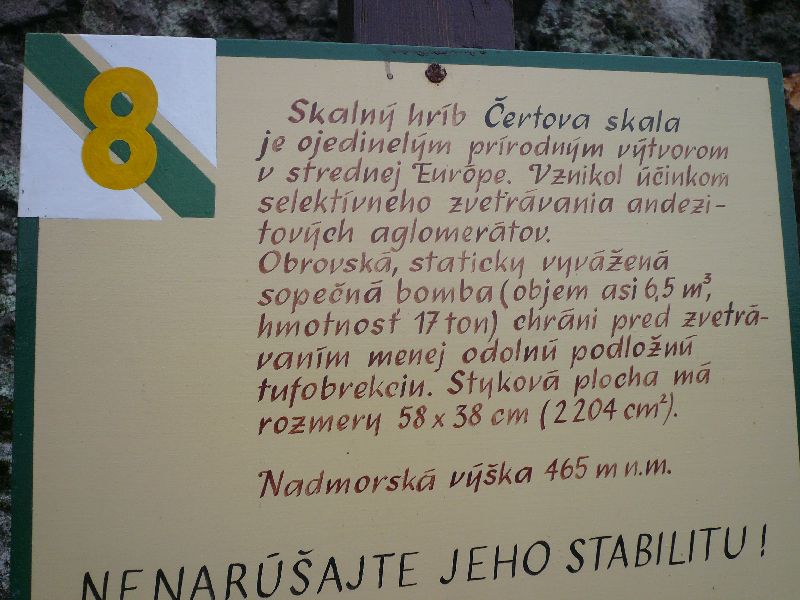 8
Skalný hríb Čertova skala
je ojedinelým prírodným výtvorom
v strednej Európe. Vznikol účinkom
selektívneho zvetrávania andezi-
tových aglomerátov.
Obrovská, staticky vyvážená
sopečná bomba (objem asi 6,5 m³,
hmotnosť 17 ton) chráni pred zvetrá-
vaním menej odolnú podložnú
tufobrekciu. Styková plocha má
rozmery 58 x 38 cm (2204 cm²).
Nadmorská výška 465 m n.m.
NENARÚŠAJTE JEHO STABILITU!